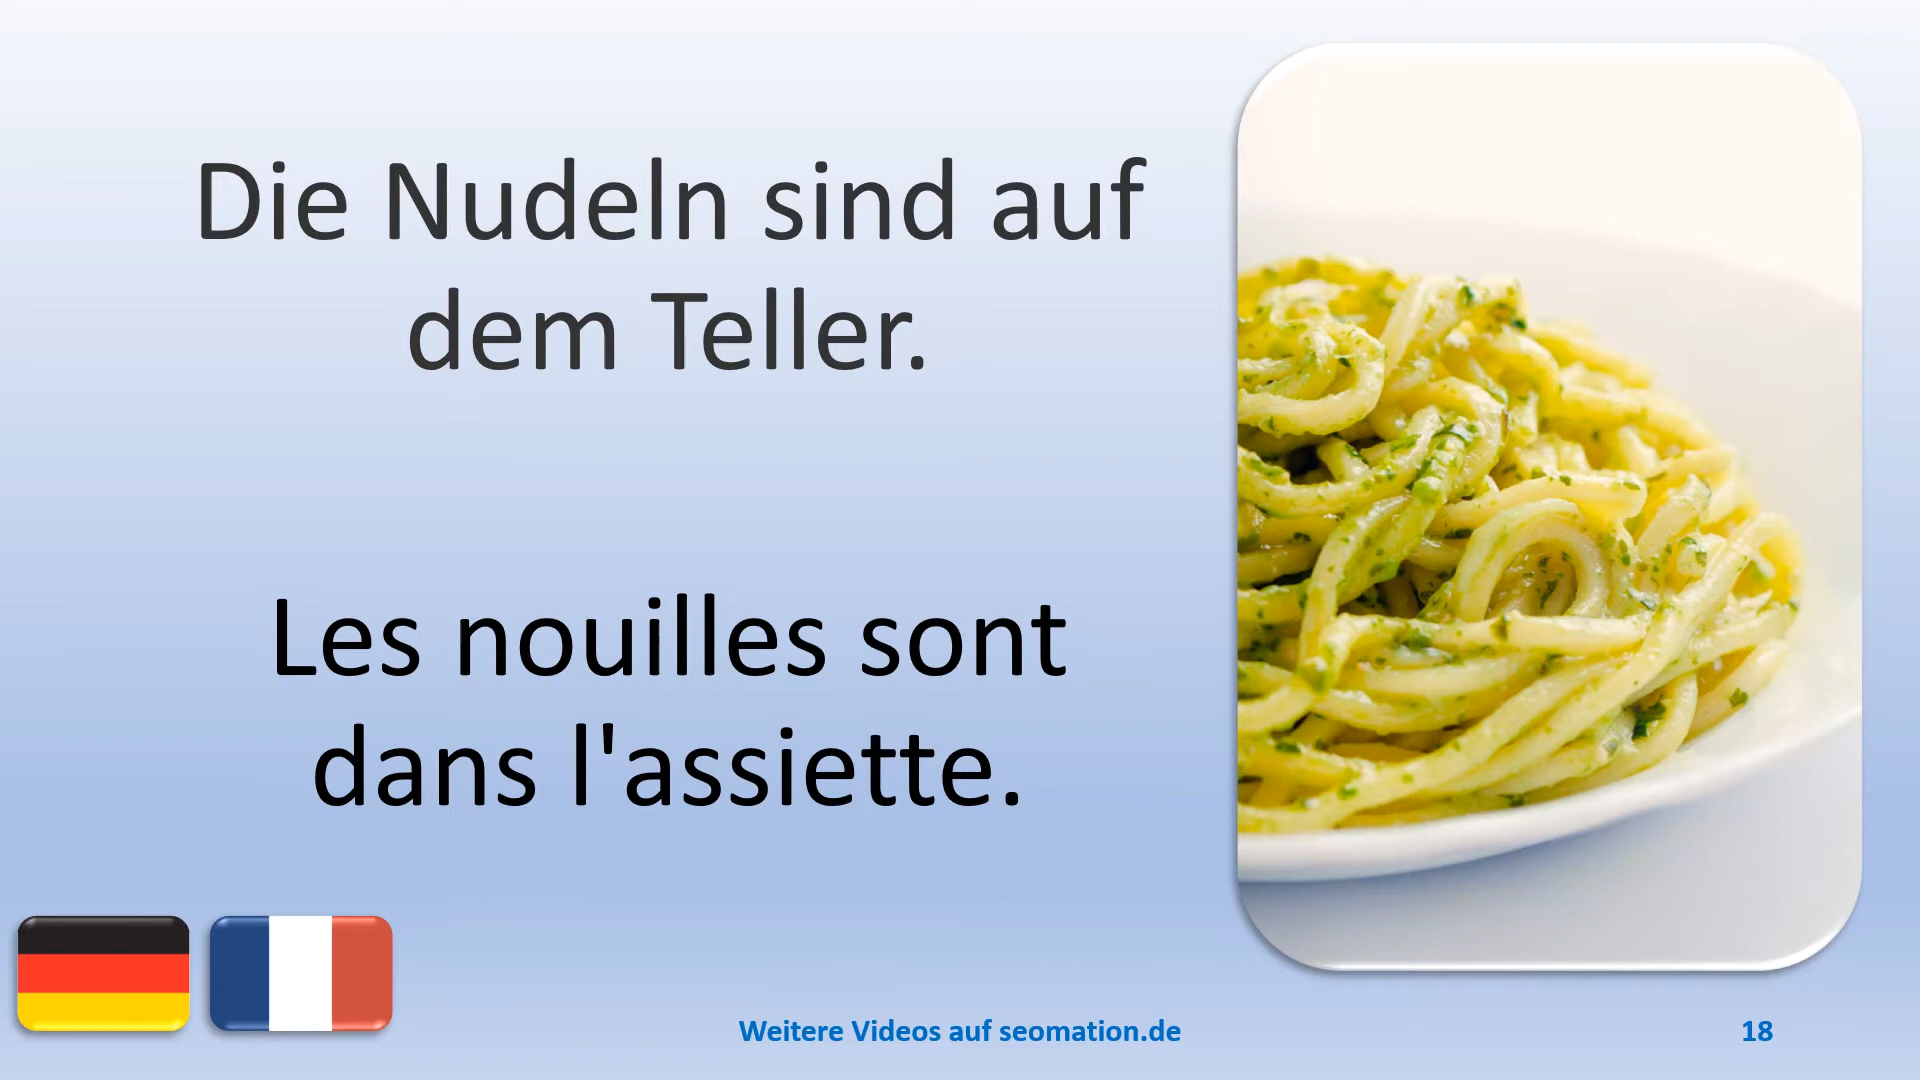 Die Nudeln sind auf
dem Teller.
Les nouilles sont
dans l'assiette.
Weitere Videos auf seomation.de
18